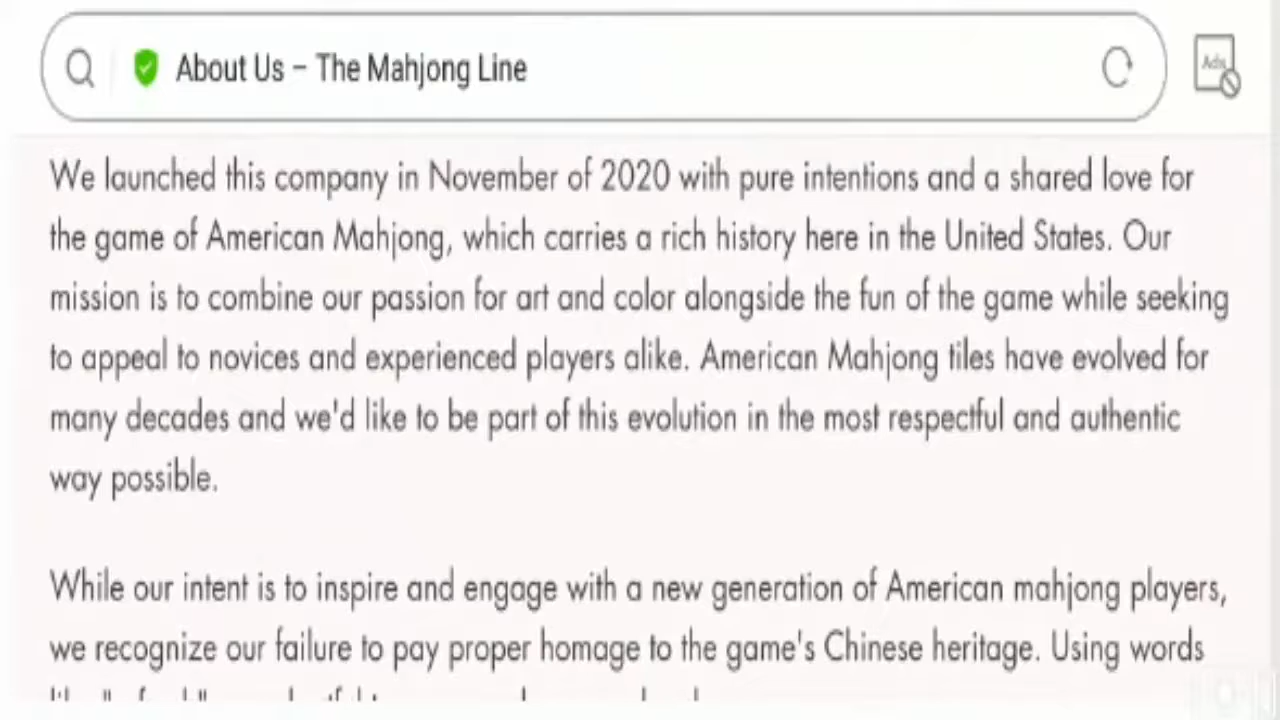 About Us – The Mahjong Line
Ads
We launched this company in November of 2020 with pure intentions and a shared love for
the game of American Mahjong, which carries a rich history here in the United States. Our
mission is to combine our passion for art and color alongside the fun of the game while seeking
to appeal to novices and experienced players alike. American Mahjong tiles have evolved for
many decades and we'd like to be part of this evolution in the most respectful and authentic
way possible.
While our intent is to inspire and engage with a new generation of American mahjong players,
we recognize our failure to pay proper homage to the game's Chinese heritage. Using words